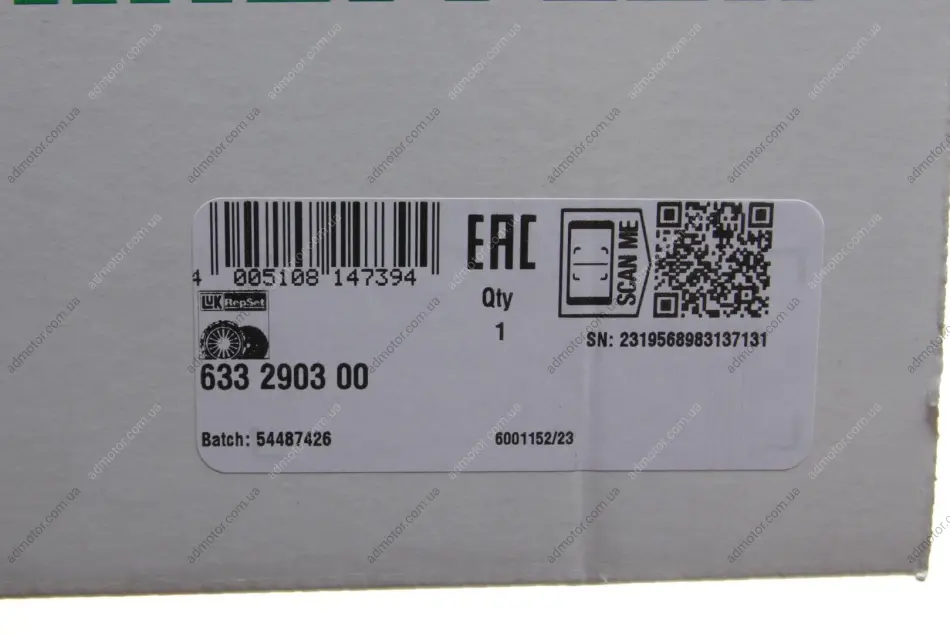 4 005108 147394
EAC
Qty
1
SCAN ME
SN: 2319568983137131
LuK RepSet
633 2903 00
Batch: 54487426
6001152/23
admotor.com.ua